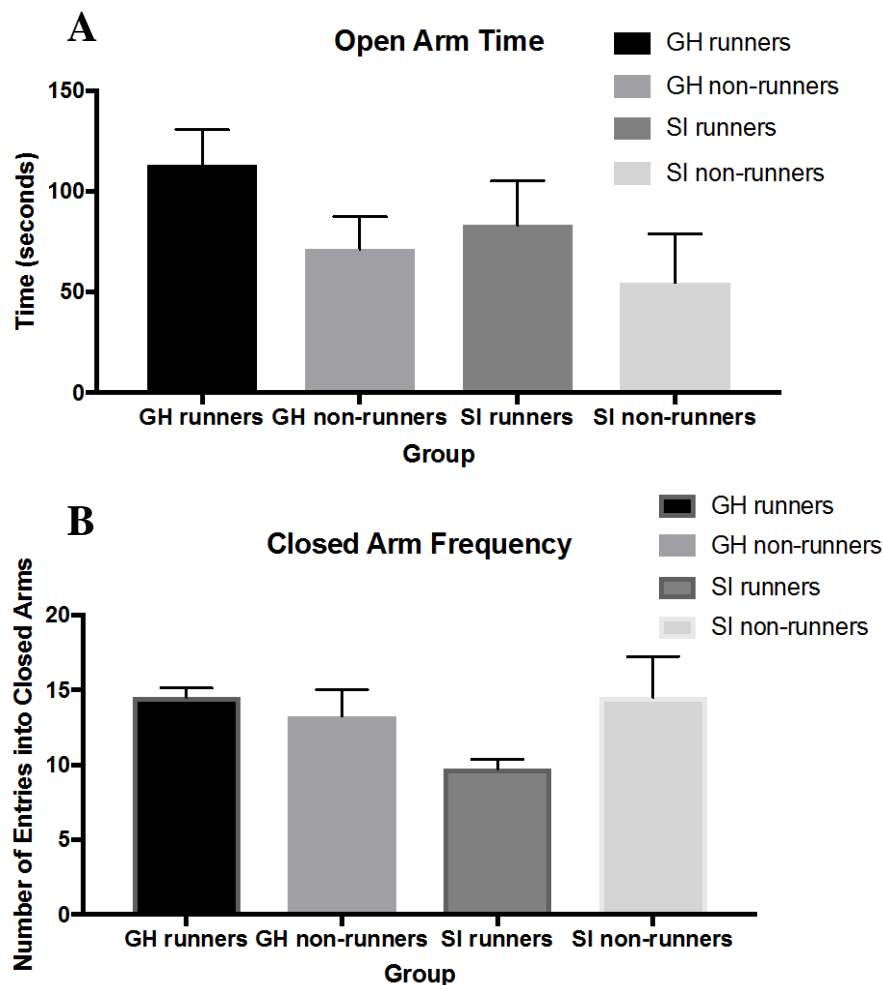 A
Open Arm Time
GH runners
GH non-runners
SI runners
SI non-runners
Time (seconds)
150
100
50
0
GH runners GH non-runners SI runners SI non-runners
Group
B
Closed Arm Frequency
GH runners
GH non-runners
SI runners
SI non-runners
Number of Entries into Closed Arms
20
15
10
5
0
GH runners GH non-runners SI runners SI non-runners
Group